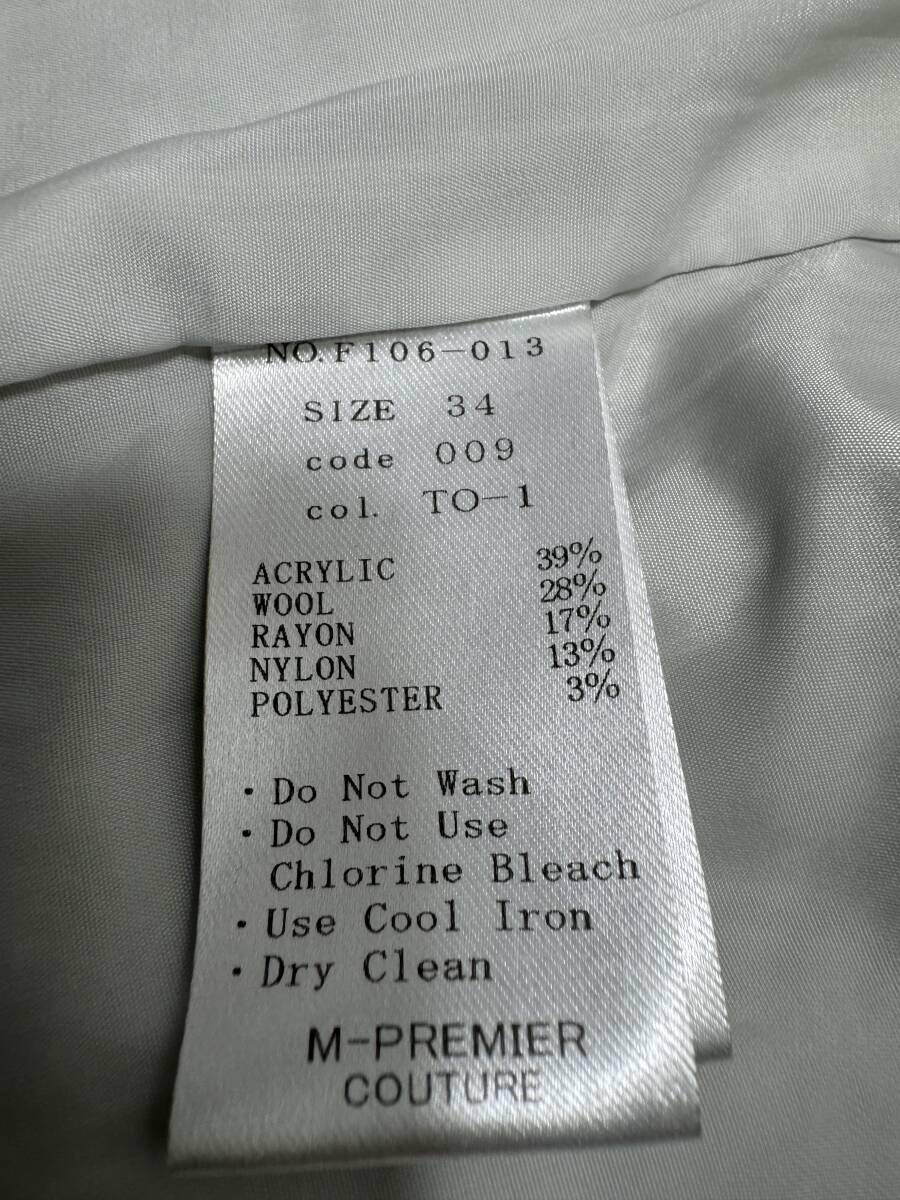 NO.F106-013
SIZE 34
code 009
col. TO-1
ACRYLIC 39%
WOOL 28%
RAYON 17%
NYLON 13%
POLYESTER 3%
・Do Not Wash
・Do Not Use
Chlorine Bleach
・Use Cool Iron
・Dry Clean
M-PREMIER
COUTURE